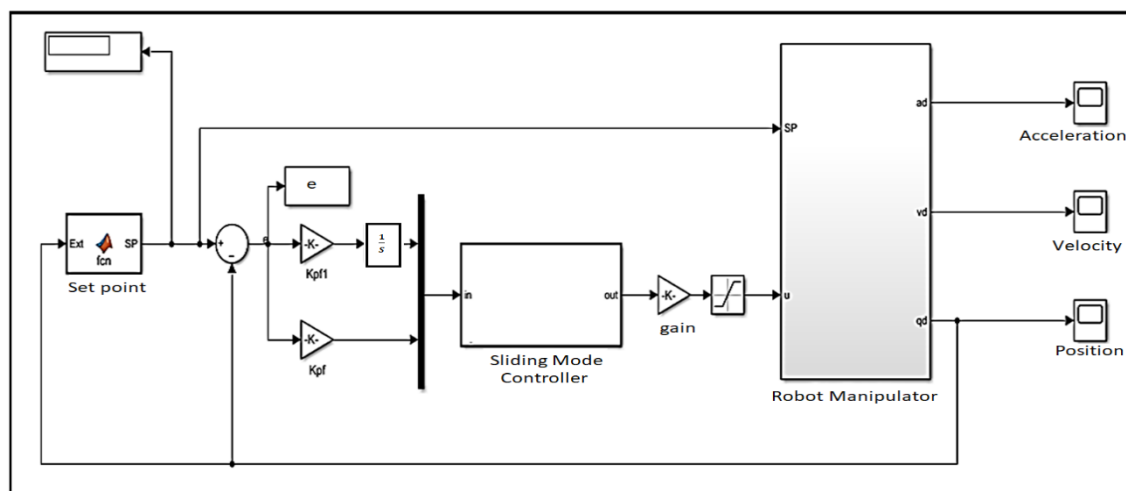 ad
SP
Acceleration
e
Ext
fcn
SP
+
−
e
-K-
Kpf1
1
s
vd
Velocity
Set point
in
out
-K-
gain
u
qd
-K-
Kpf
Sliding Mode
Controller
Position
Robot Manipulator